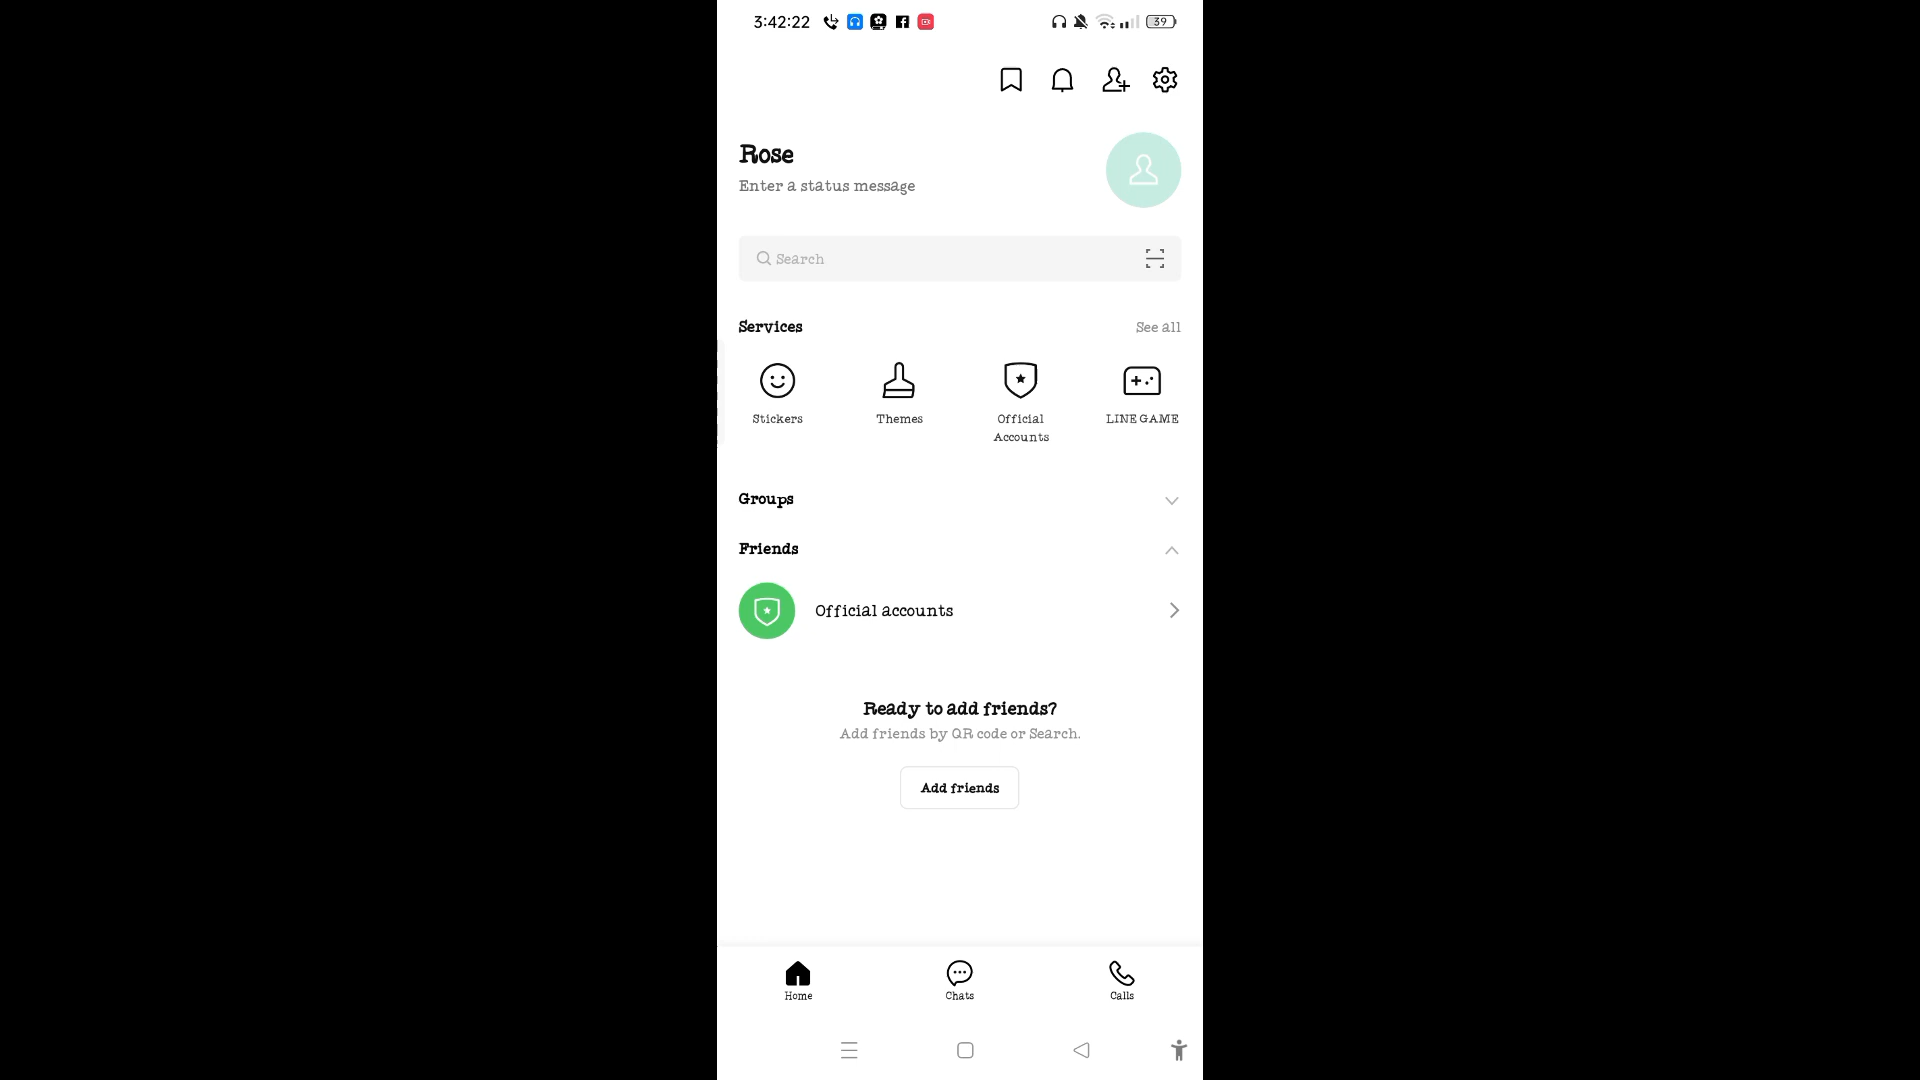 3:42:22
39
Rose
Enter a status message
Search
Services
See all
Stickers
Themes
Official
Accounts
LINE GAME
Groups
Friends
Official accounts
Ready to add friends?
Add friends by QR code or Search.
Add friends
Home
Chats
Calls